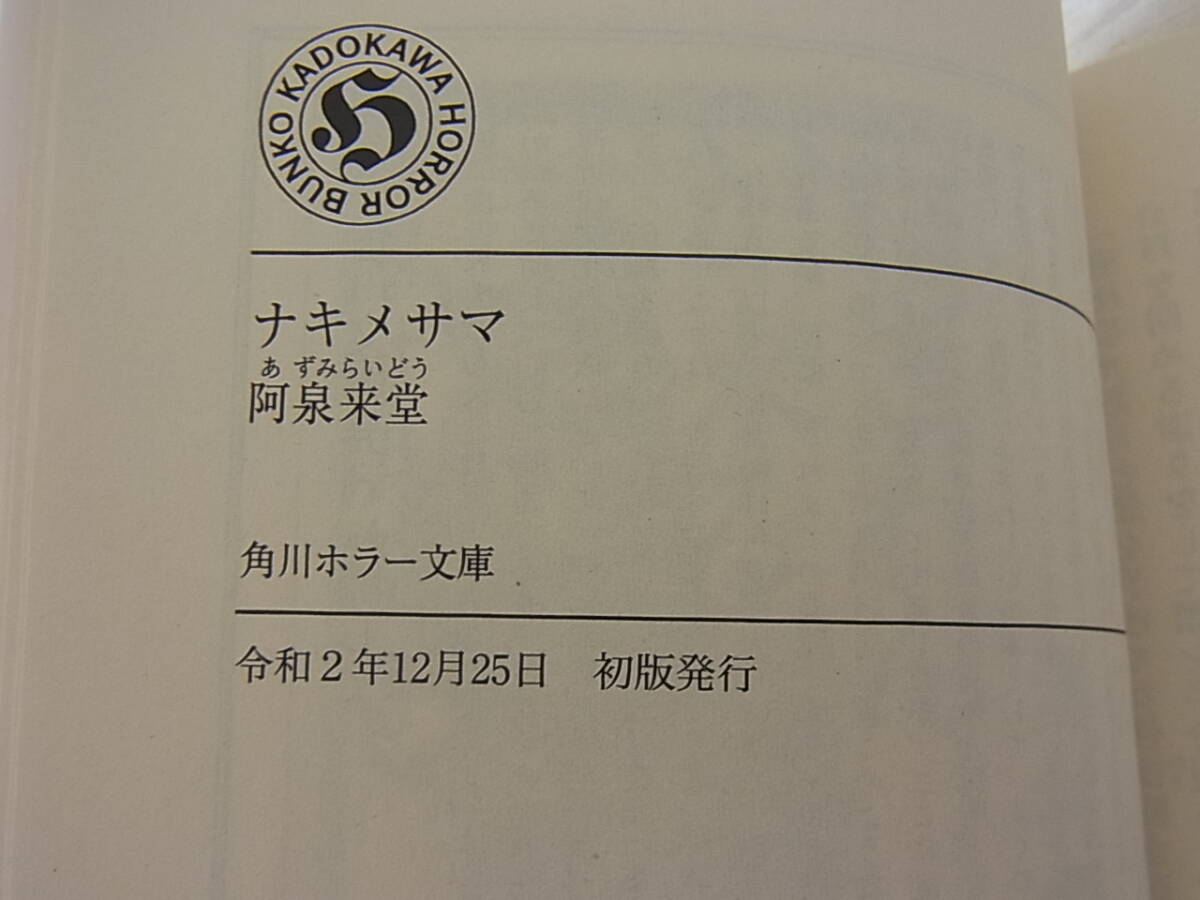 KADOKAWA HORROR BUNKO
H
ナキメサマ
あずみらいどう
阿泉来堂
角川ホラー文庫
令和2年12月25日　初版発行